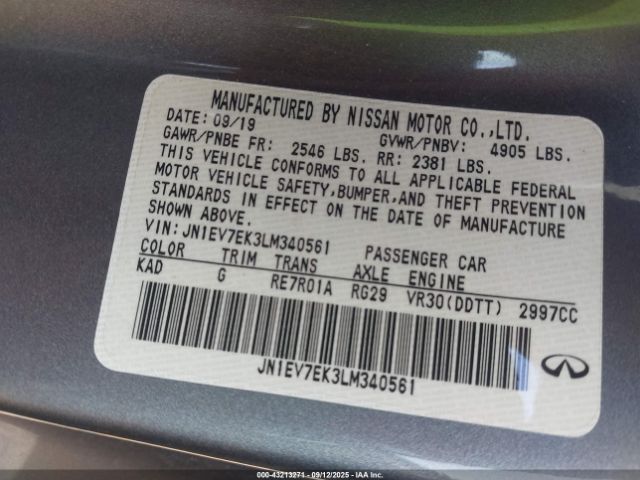 MANUFACTURED BY NISSAN MOTOR CO.,LTD.
DATE: 09/19 GVWR/PNBV: 4905 LBS.
GAWR/PNBE FR: 2546 LBS. RR: 2381 LBS.
THIS VEHICLE CONFORMS TO ALL APPLICABLE FEDERAL
MOTOR VEHICLE SAFETY,BUMPER,AND THEFT PREVENTION
STANDARDS IN EFFECT ON THE DATE OF MANUFACTURE
SHOWN ABOVE.
VIN: JN1EV7EK3LM340561 PASSENGER CAR
COLOR TRIM TRANS AXLE ENGINE
KAD G RE7R01A RG29 VR30(DDTT) 2997CC
JN1EV7EK3LM340561
000-43213271 - 09/12/2025 - IAA Inc.